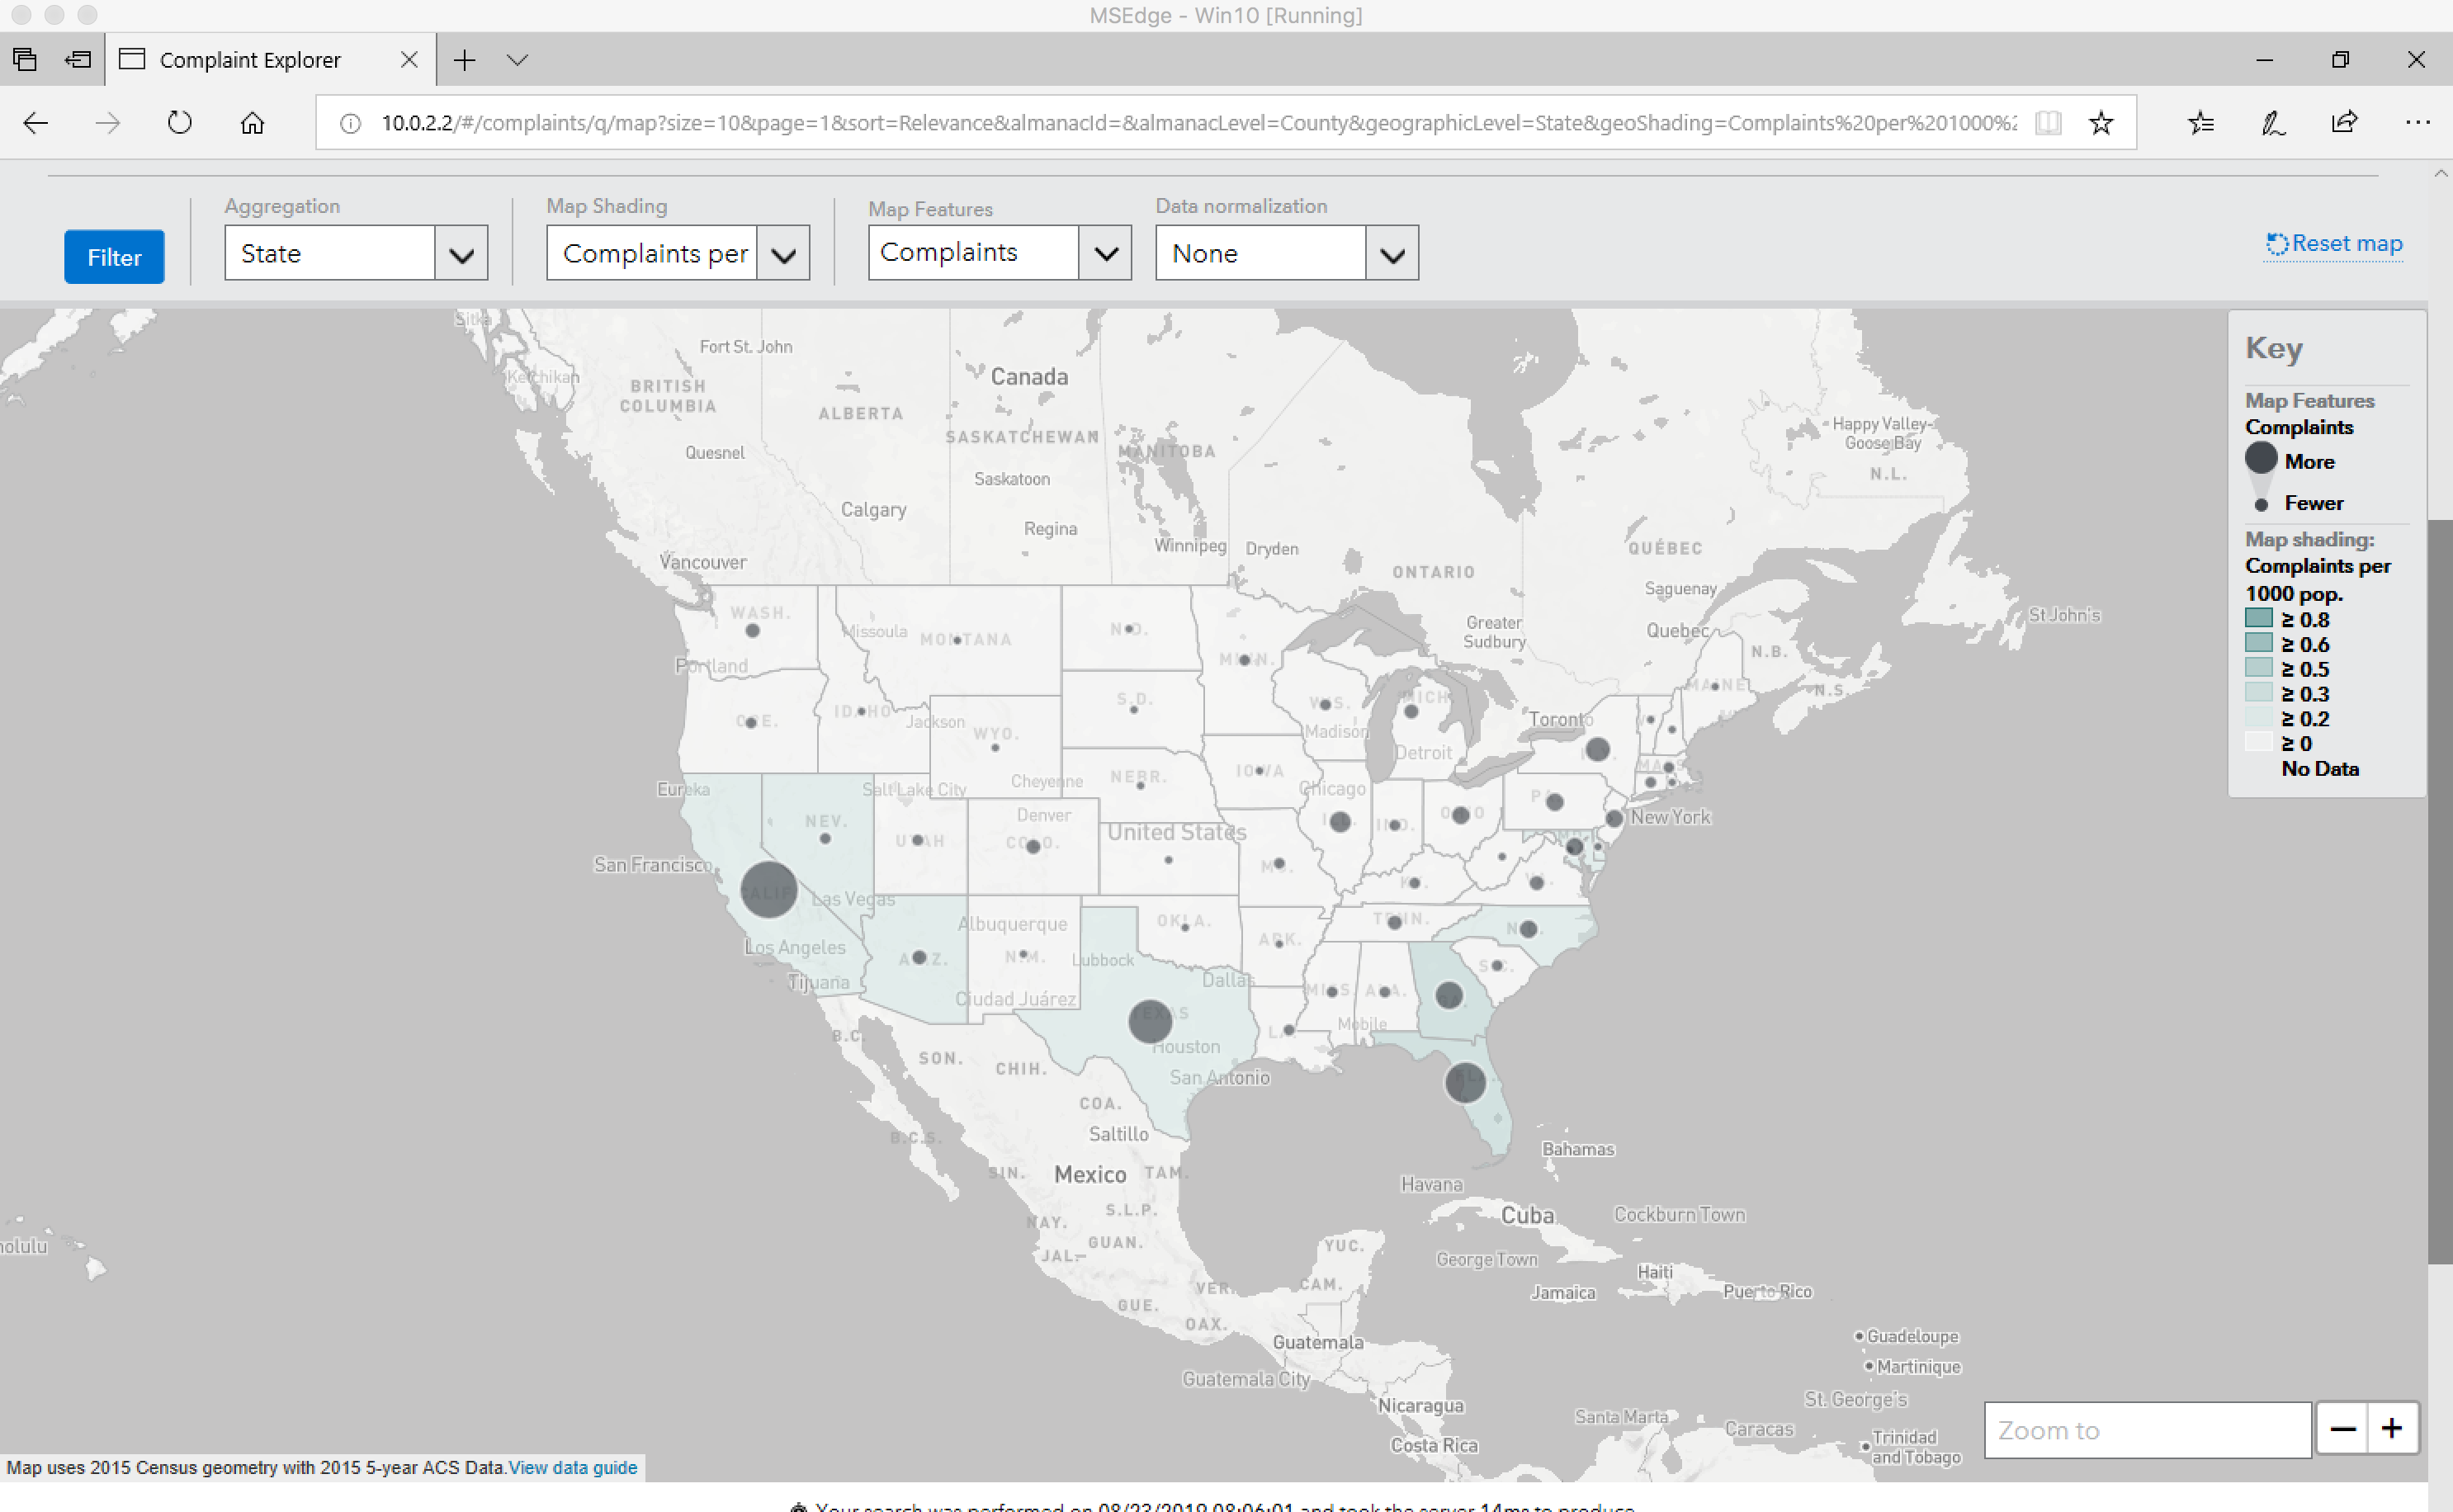 MSEdge - Win10 [Running]
Complaint Explorer
10.0.2.2/#/complaints/q/map?size=10&page=1&sort=Relevance&almanacId=&almanacLevel=County&geographicLevel=State&geoShading=Complaints%20per%201000%2
Filter
Aggregation
State
Map Shading
Complaints per
Map Features
Complaints
Data normalization
None
Reset map
Key
Map Features
Complaints
More
Fewer
Map shading:
Complaints per
1000 pop.
≥ 0.8
≥ 0.6
≥ 0.5
≥ 0.3
≥ 0.2
≥ 0
No Data
Sitka
Ketchikan
Fort St. John
BRITISH
COLUMBIA
ALBERTA
Canada
SASKATCHEWAN
MANITOBA
Quesnel
Saskatoon
Calgary
Regina
Winnipeg
Dryden
Vancouver
ONTARIO
QUÉBEC
Happy Valley-
Goose Bay
N.L.
Saguenay
St John's
Greater
Sudbury
Quebec
N.B.
N.S.
MAINE
WASH.
Missoula
MONTANA
N.D.
MINN.
Portland
ORE.
IDAHO
Jackson
WYO.
S.D.
WIS.
Madison
MICH.
Detroit
Toronto
Eureka
Salt Lake City
Cheyenne
NEBR.
IOWA
Chicago
NEV.
UTAH
Denver
COLO.
United States
ILL.
IND.
OHIO
PA.
New York
San Francisco
CALIF.
Las Vegas
MO.
KY.
VA.
MD.
Los Angeles
Albuquerque
OKLA.
TENN.
N.C.
ARIZ.
N.M.
Lubbock
ARK.
S.C.
Tijuana
Ciudad Juárez
Dallas
MISS.
ALA.
GA.
TEXAS
LA.
Mobile
Houston
B.C.
SON.
CHIH.
San Antonio
FLA.
COA.
B.C.S.
Saltillo
Bahamas
SIN.
Mexico
TAM.
Havana
NAY.
S.L.P.
Cuba
Cockburn Town
GUAN.
JAL.
YUC.
George Town
nolulu
Haiti
VER.
CAM.
Jamaica
Puerto Rico
GUE.
OAX.
Guatemala
Guadeloupe
Martinique
Guatemala City
St. George's
Nicaragua
Santa Marta
Caracas
Costa Rica
Trinidad
and Tobago
Zoom to
Map uses 2015 Census geometry with 2015 5-year ACS Data.View data guide
Your search was performed on 08/23/2019 08:06:01 and took the server 14ms to produce